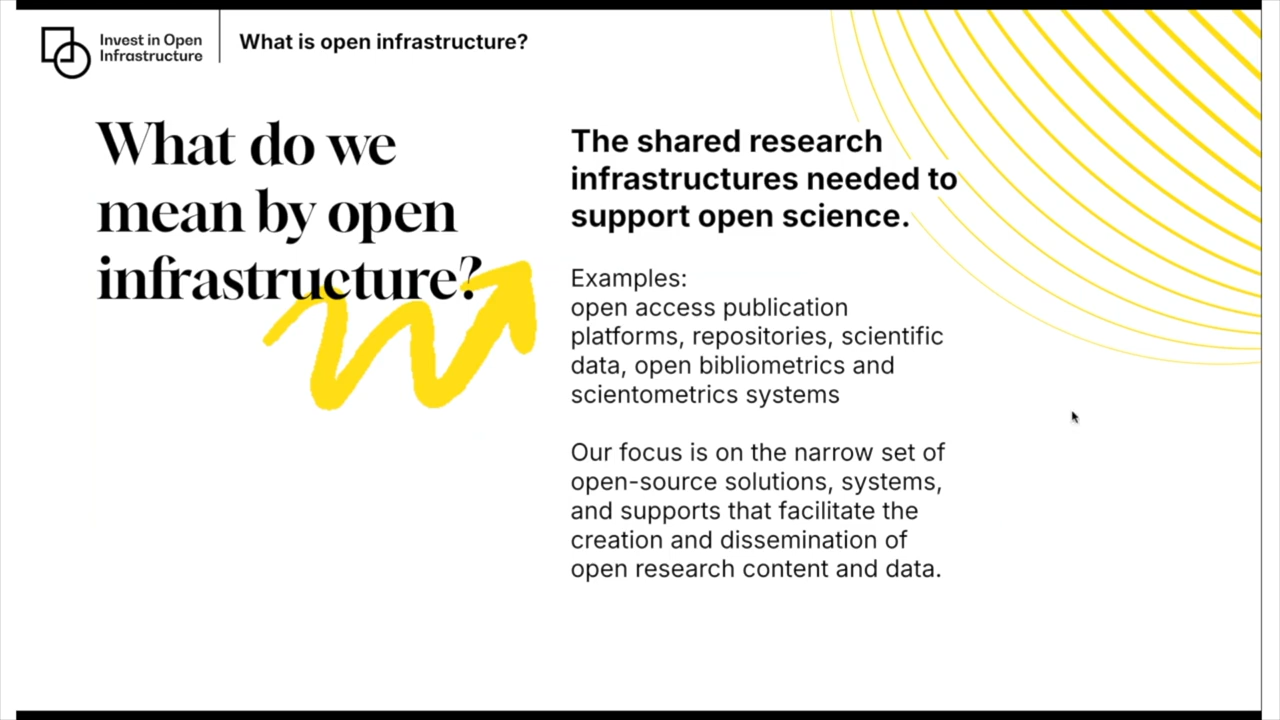 Invest in Open
Infrastructure
What is open infrastructure?
What do we
mean by open
infrastructure?
The shared research
infrastructures needed to
support open science.
Examples:
open access publication
platforms, repositories, scientific
data, open bibliometrics and
scientometrics systems
Our focus is on the narrow set of
open-source solutions, systems,
and supports that facilitate the
creation and dissemination of
open research content and data.